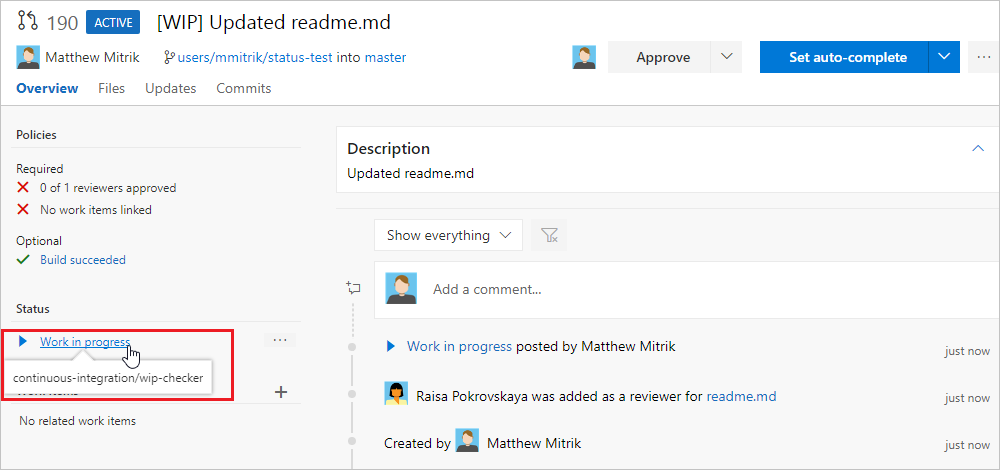 190 ACTIVE [WIP] Updated readme.md
Matthew Mitrik users/mmitrik/status-test into master Approve Set auto-complete ...
Overview Files Updates Commits
Policies
Required
0 of 1 reviewers approved
No work items linked
Optional
Build succeeded
Status
Work in progress ...
continuous-integration/wip-checker
No related work items
Description
Updated readme.md
Show everything
Add a comment...
Work in progress posted by Matthew Mitrik just now
Raisa Pokrovskaya was added as a reviewer for readme.md just now
Created by Matthew Mitrik just now